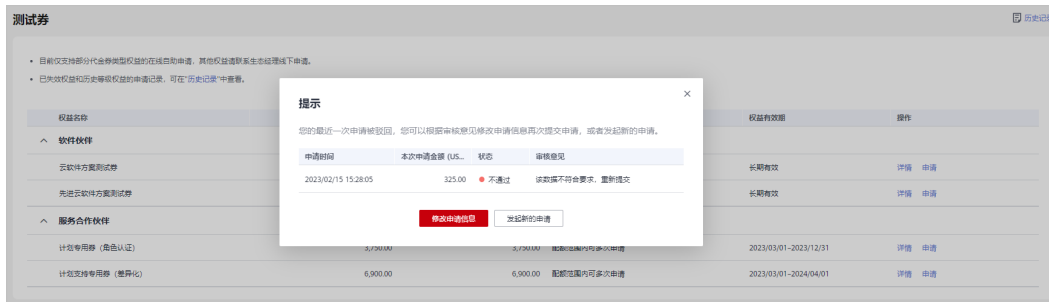 测试券
历史记录
• 目前仅支持部分代金券类型权益的在线自助申请，其他权益请联系生态经理线下申请。
• 已失效权益和历史等级权益的申请记录，可在"历史记录"中查看。
权益名称 权益有效期 操作
软件伙伴
云软件方案测试券 长期有效 详情 申请
先进云软件方案测试券 长期有效 详情 申请
服务合作伙伴
计划专用券（角色认证） 3,750.00 3,750.00 配额范围内可多次申请 2023/03/01-2023/12/31 详情 申请
计划支持专用券（差异化） 6,900.00 6,900.00 配额范围内可多次申请 2023/03/01-2024/04/01 详情 申请
提示
您的最近一次申请被驳回，您可以根据审核意见修改申请信息再次提交申请，或者发起新的申请。
申请时间 本次申请金额 (US... 状态 审核意见
2023/02/15 15:28:05 325.00 不通过 该数据不符合要求，重新提交
修改申请信息 发起新的申请